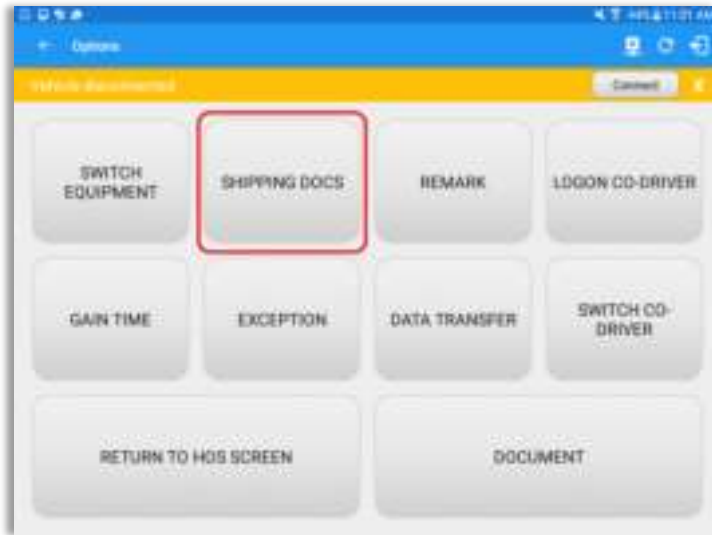 Options
Vehicle disconnected
Connect
X
SWITCH
EQUIPMENT
SHIPPING DOCS
REMARK
LOGON CO-DRIVER
GAIN TIME
EXCEPTION
DATA TRANSFER
SWITCH CO-
DRIVER
RETURN TO HOS SCREEN
DOCUMENT